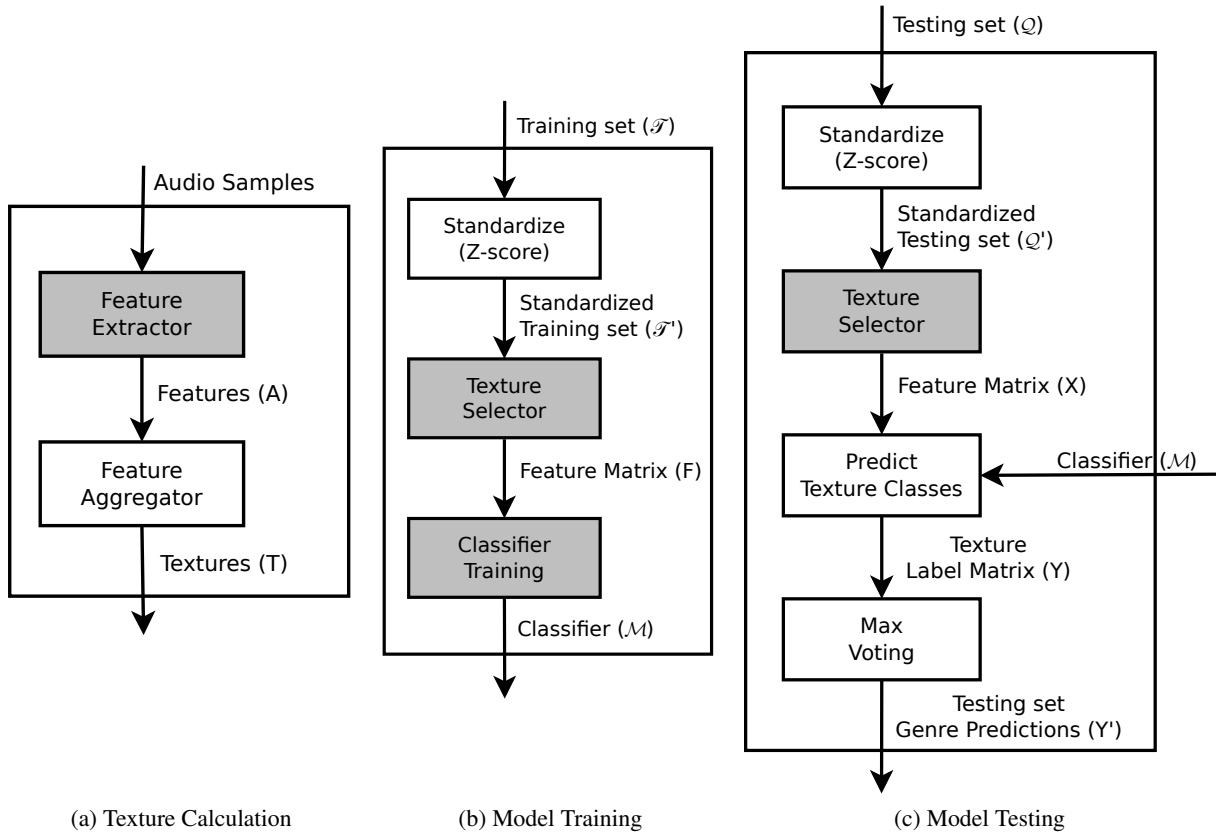 Audio Samples
Feature
Extractor
Features (A)
Feature
Aggregator
Textures (T)
(a) Texture Calculation
Training set (𝒯)
Standardize
(Z-score)
Standardized
Training set (𝒯')
Texture
Selector
Feature Matrix (F)
Classifier
Training
Classifier (ℳ)
(b) Model Training
Testing set (𝒬)
Standardize
(Z-score)
Standardized
Testing set (𝒬')
Texture
Selector
Feature Matrix (X)
Predict
Texture Classes
Classifier (ℳ)
Texture
Label Matrix (Y)
Max
Voting
Testing set
Genre Predictions (Y')
(c) Model Testing